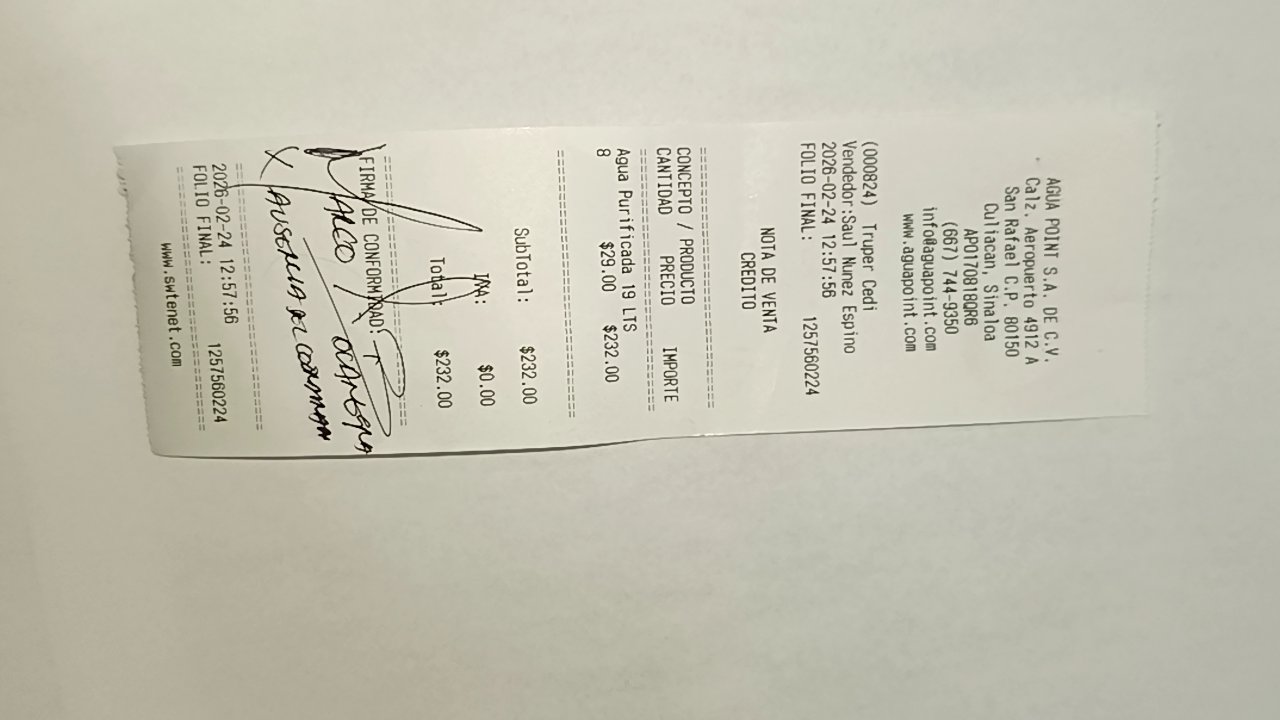 AGUA POINT S.A. DE C.V.
Calz. Aeropuerto 4912 A
San Rafael C.P. 80150
Culiacan, Sinaloa
APO170818QR6
(667) 744-9350
info@aguapoint.com
www.aguapoint.com
(000824) Truper Cedi
Vendedor:Saul Nunez Espino
2026-02-24 12:57:56
FOLIO FINAL: 1257560224
NOTA DE VENTA
CREDITO
CONCEPTO / PRODUCTO
CANTIDAD PRECIO IMPORTE
Agua Purificada 19 LTS
8 $29.00 $232.00
SubTotal: $232.00
IVA: $0.00
Total: $232.00
FIRMA DE CONFORMIDAD:
X AUSENCIA DE
2026-02-24 12:57:56
FOLIO FINAL: 1257560224
www.swtenet.com